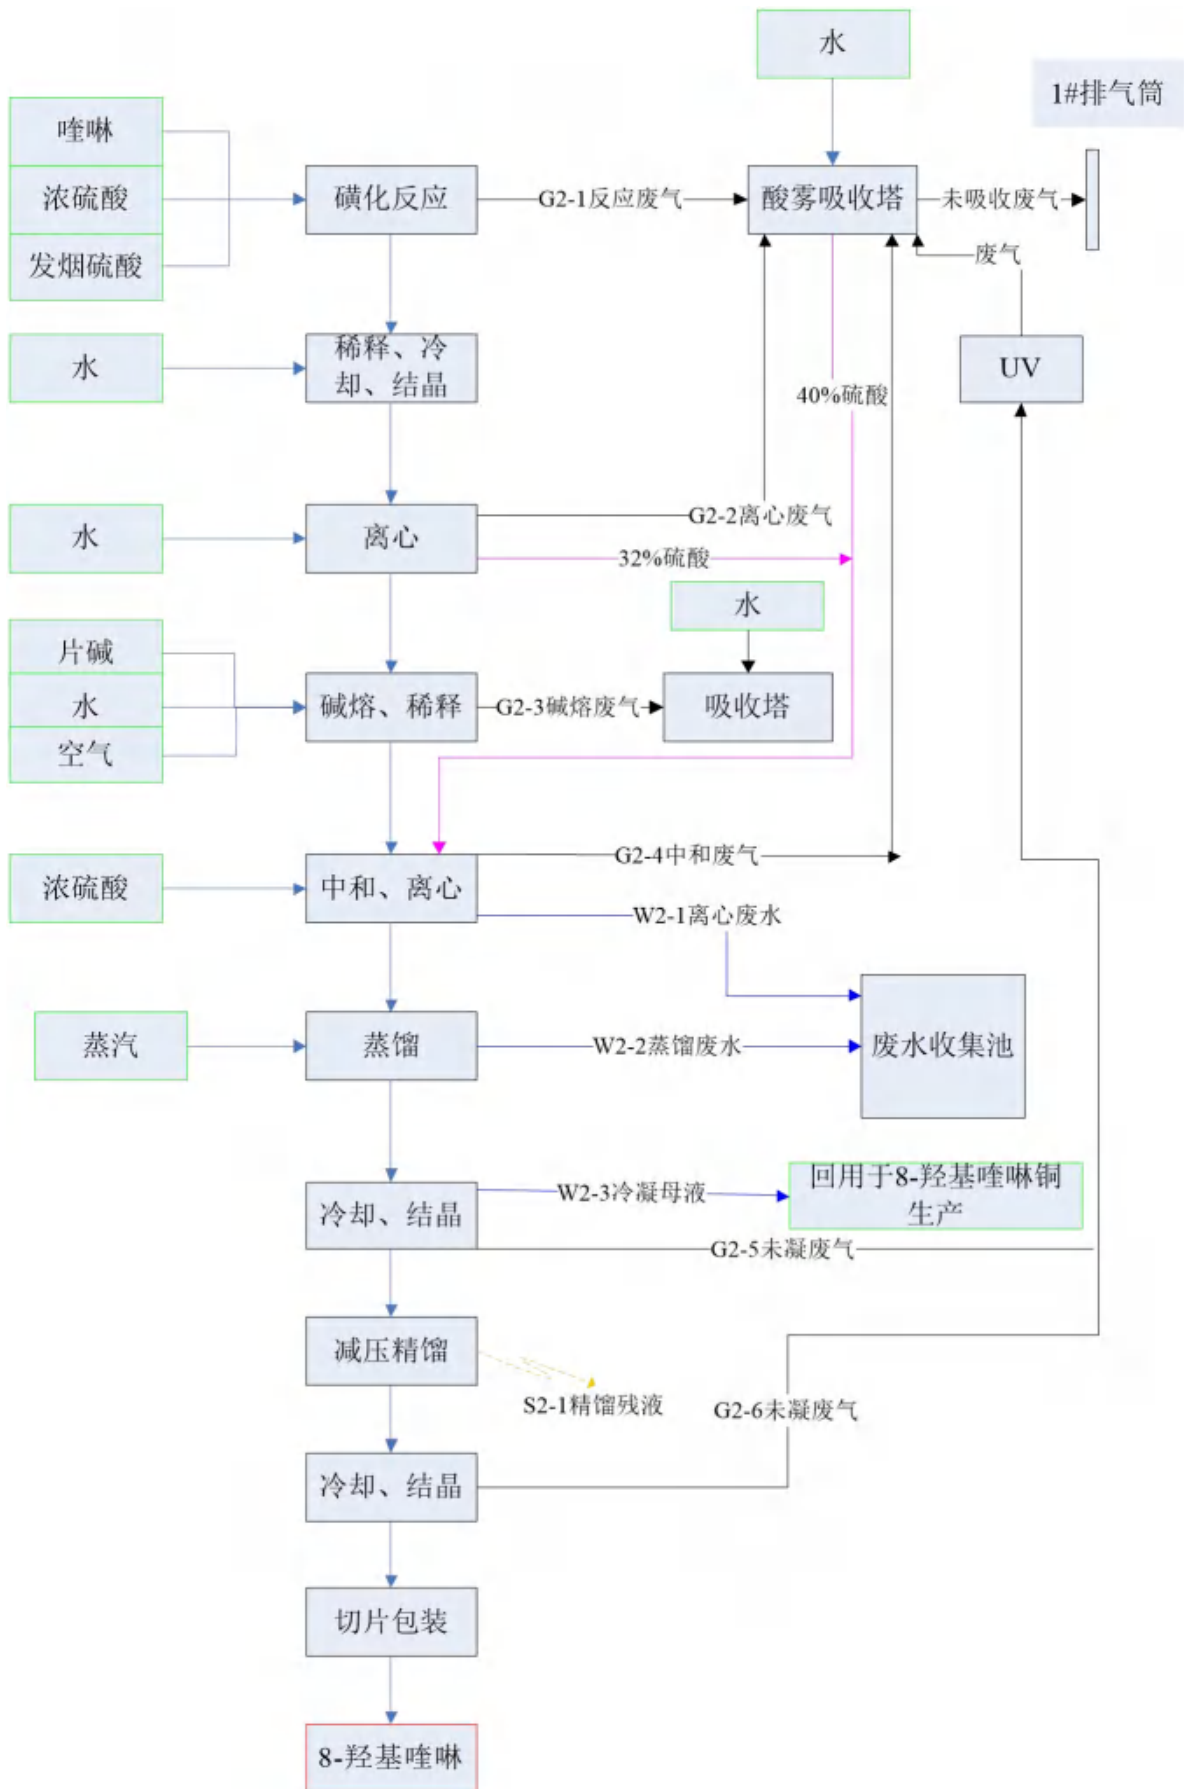 水
1#排气筒
喹啉
浓硫酸
发烟硫酸
磺化反应
G2-1反应废气
酸雾吸收塔
未吸收废气
废气
水
稀释、冷
却、结晶
UV
40%硫酸
水
离心
G2-2离心废气
32%硫酸
水
片碱
水
空气
碱熔、稀释
G2-3碱熔废气
吸收塔
浓硫酸
中和、离心
G2-4中和废气
W2-1离心废水
蒸汽
蒸馏
W2-2蒸馏废水
废水收集池
冷却、结晶
W2-3冷凝母液
回用于8-羟基喹啉铜
生产
G2-5未凝废气
减压精馏
S2-1精馏残液
G2-6未凝废气
冷却、结晶
切片包装
8-羟基喹啉